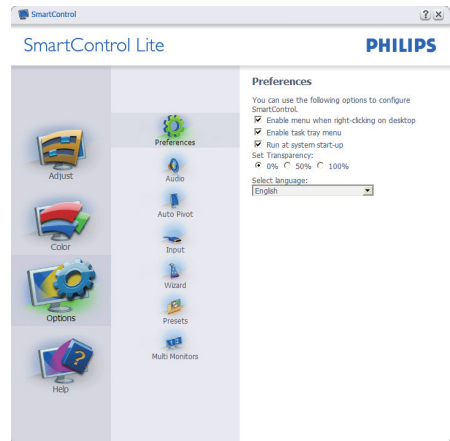 SmartControl
? x
SmartControl Lite
PHILIPS
Adjust
Color
Options
Help
Preferences
Audio
Auto Pivot
Input
Wizard
Presets
Multi Monitors
Preferences
You can use the following options to configure
SmartControl.
Enable menu when right-clicking on desktop
Enable task tray menu
Run at system start-up
Set Transparency:
0% 50% 100%
Select language:
English